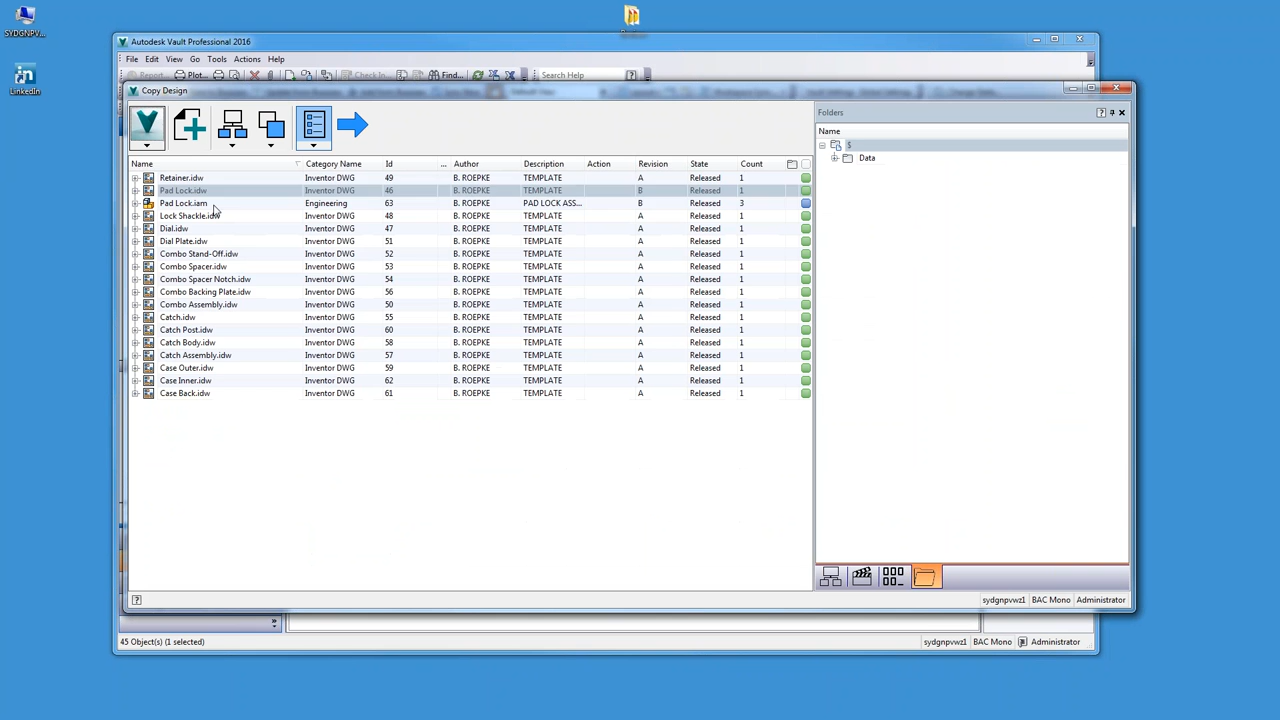 SYDGNPV...
LinkedIn
Autodesk Vault Professional 2016
File Edit View Go Tools Actions Help
Plot... Find... Search Help
Copy Design
Folders
Name Category Name Id ... Author Description Action Revision State Count
Name
$
Data
Retainer.idw Inventor DWG 49 B. ROEPKE TEMPLATE A Released 1
Pad Lock.idw Inventor DWG 46 B. ROEPKE TEMPLATE B Released 1
Pad Lock.iam Engineering 63 B. ROEPKE PAD LOCK ASS... B Released 3
Lock Shackle.idw Inventor DWG 48 B. ROEPKE TEMPLATE A Released 1
Dial.idw Inventor DWG 47 B. ROEPKE TEMPLATE A Released 1
Dial Plate.idw Inventor DWG 51 B. ROEPKE TEMPLATE A Released 1
Combo Stand-Off.idw Inventor DWG 52 B. ROEPKE TEMPLATE A Released 1
Combo Spacer.idw Inventor DWG 53 B. ROEPKE TEMPLATE A Released 1
Combo Spacer Notch.idw Inventor DWG 54 B. ROEPKE TEMPLATE A Released 1
Combo Backing Plate.idw Inventor DWG 56 B. ROEPKE TEMPLATE A Released 1
Combo Assembly.idw Inventor DWG 50 B. ROEPKE TEMPLATE A Released 1
Catch.idw Inventor DWG 55 B. ROEPKE TEMPLATE A Released 1
Catch Post.idw Inventor DWG 60 B. ROEPKE TEMPLATE A Released 1
Catch Body.idw Inventor DWG 58 B. ROEPKE TEMPLATE A Released 1
Catch Assembly.idw Inventor DWG 57 B. ROEPKE TEMPLATE A Released 1
Case Outer.idw Inventor DWG 59 B. ROEPKE TEMPLATE A Released 1
Case Inner.idw Inventor DWG 62 B. ROEPKE TEMPLATE A Released 1
Case Back.idw Inventor DWG 61 B. ROEPKE TEMPLATE A Released 1
sydgnpvwz1 BAC Mono Administrator
45 Object(s) (1 selected) sydgnpvwz1 BAC Mono Administrator